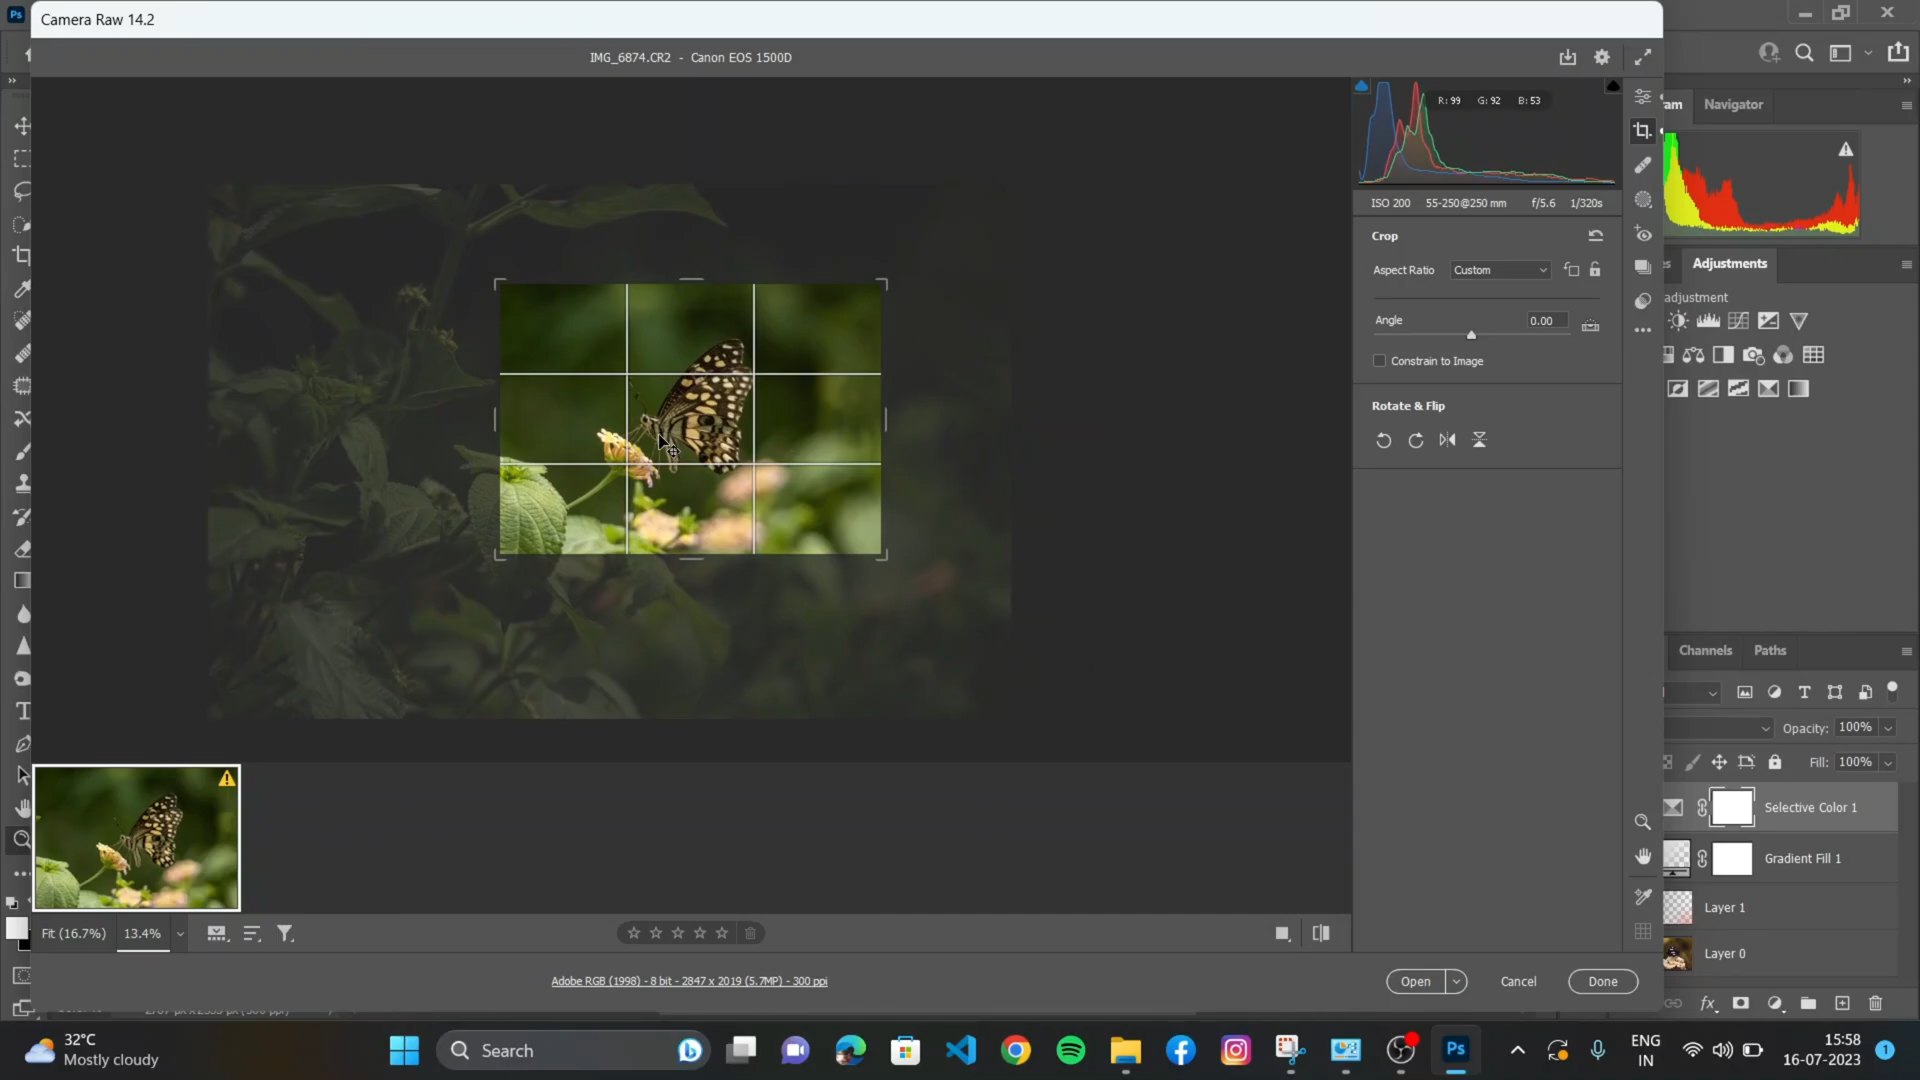 Camera Raw 14.2
IMG_6874.CR2 - Canon EOS 1500D
R: 99 G: 92 B: 53
am Navigator
ISO 200 55-250@250 mm f/5.6 1/320s
Crop
Aspect Ratio Custom
es Adjustments
adjustment
Angle 0.00
Constrain to Image
Rotate & Flip
Channels Paths
Opacity: 100%
Fill: 100%
Selective Color 1
Gradient Fill 1
Layer 1
Layer 0
Fit (16.7%) 13.4%
Adobe RGB (1998) - 8 bit - 2847 x 2019 (5.7MP) - 300 ppi
Open Cancel Done
32°C
Mostly cloudy
Search
Ps
ENG
IN
15:58
16-07-2023
1